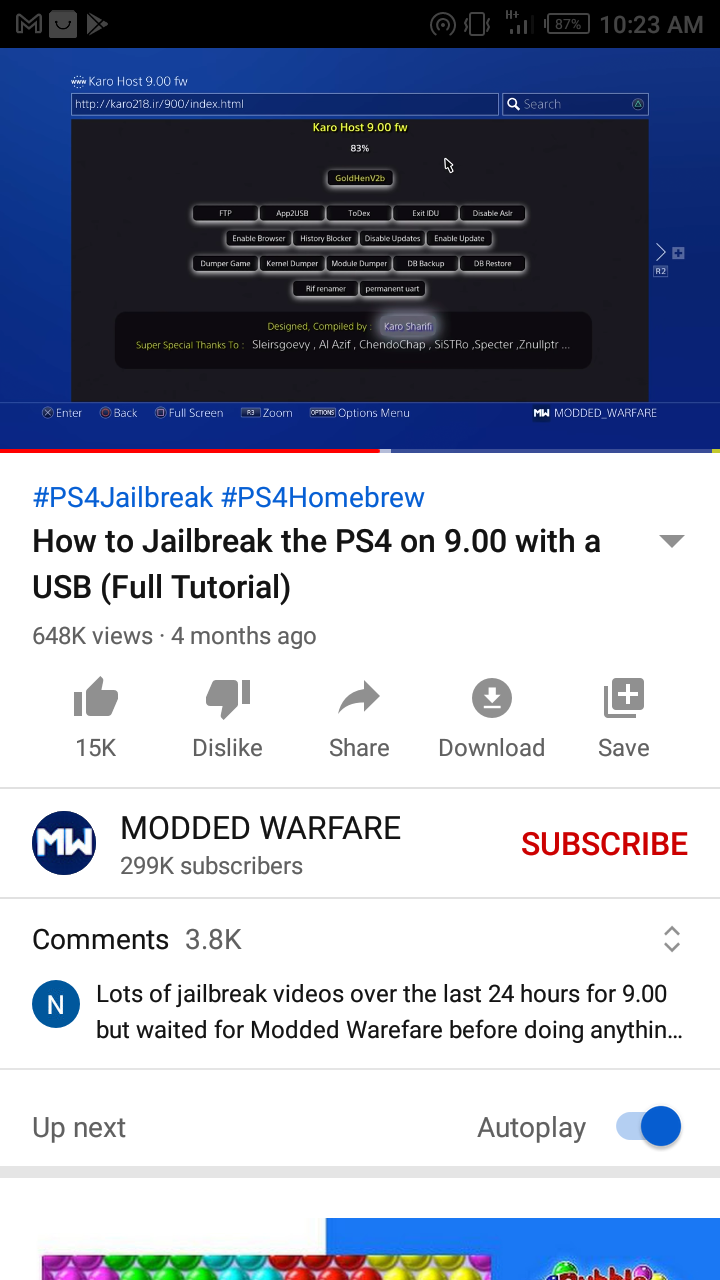 H+
87%
10:23 AM
www Karo Host 9.00 fw
http://karo218.ir/900/index.html
Search
Karo Host 9.00 fw
83%
GoldHenV2b
FTP App2USB ToDex Exit IDU Disable Aslr
Enable Browser History Blocker Disable Updates Enable Update
Dumper Game Kernel Dumper Module Dumper DB Backup DB Restore
Rif renamer permanent uart
Designed, Compiled by : Karo Sharifi
Super Special Thanks To : Sleirsgoevy , Al Azif , ChendoChap , SiSTRo ,Specter ,Znullptr ...
R2
Enter Back Full Screen R3 Zoom OPTIONS Options Menu MW MODDED_WARFARE
#PS4Jailbreak #PS4Homebrew
How to Jailbreak the PS4 on 9.00 with a
USB (Full Tutorial)
648K views · 4 months ago
15K Dislike Share Download Save
MW
MODDED WARFARE
299K subscribers
SUBSCRIBE
Comments 3.8K
N
Lots of jailbreak videos over the last 24 hours for 9.00
but waited for Modded Warefare before doing anythin...
Up next Autoplay